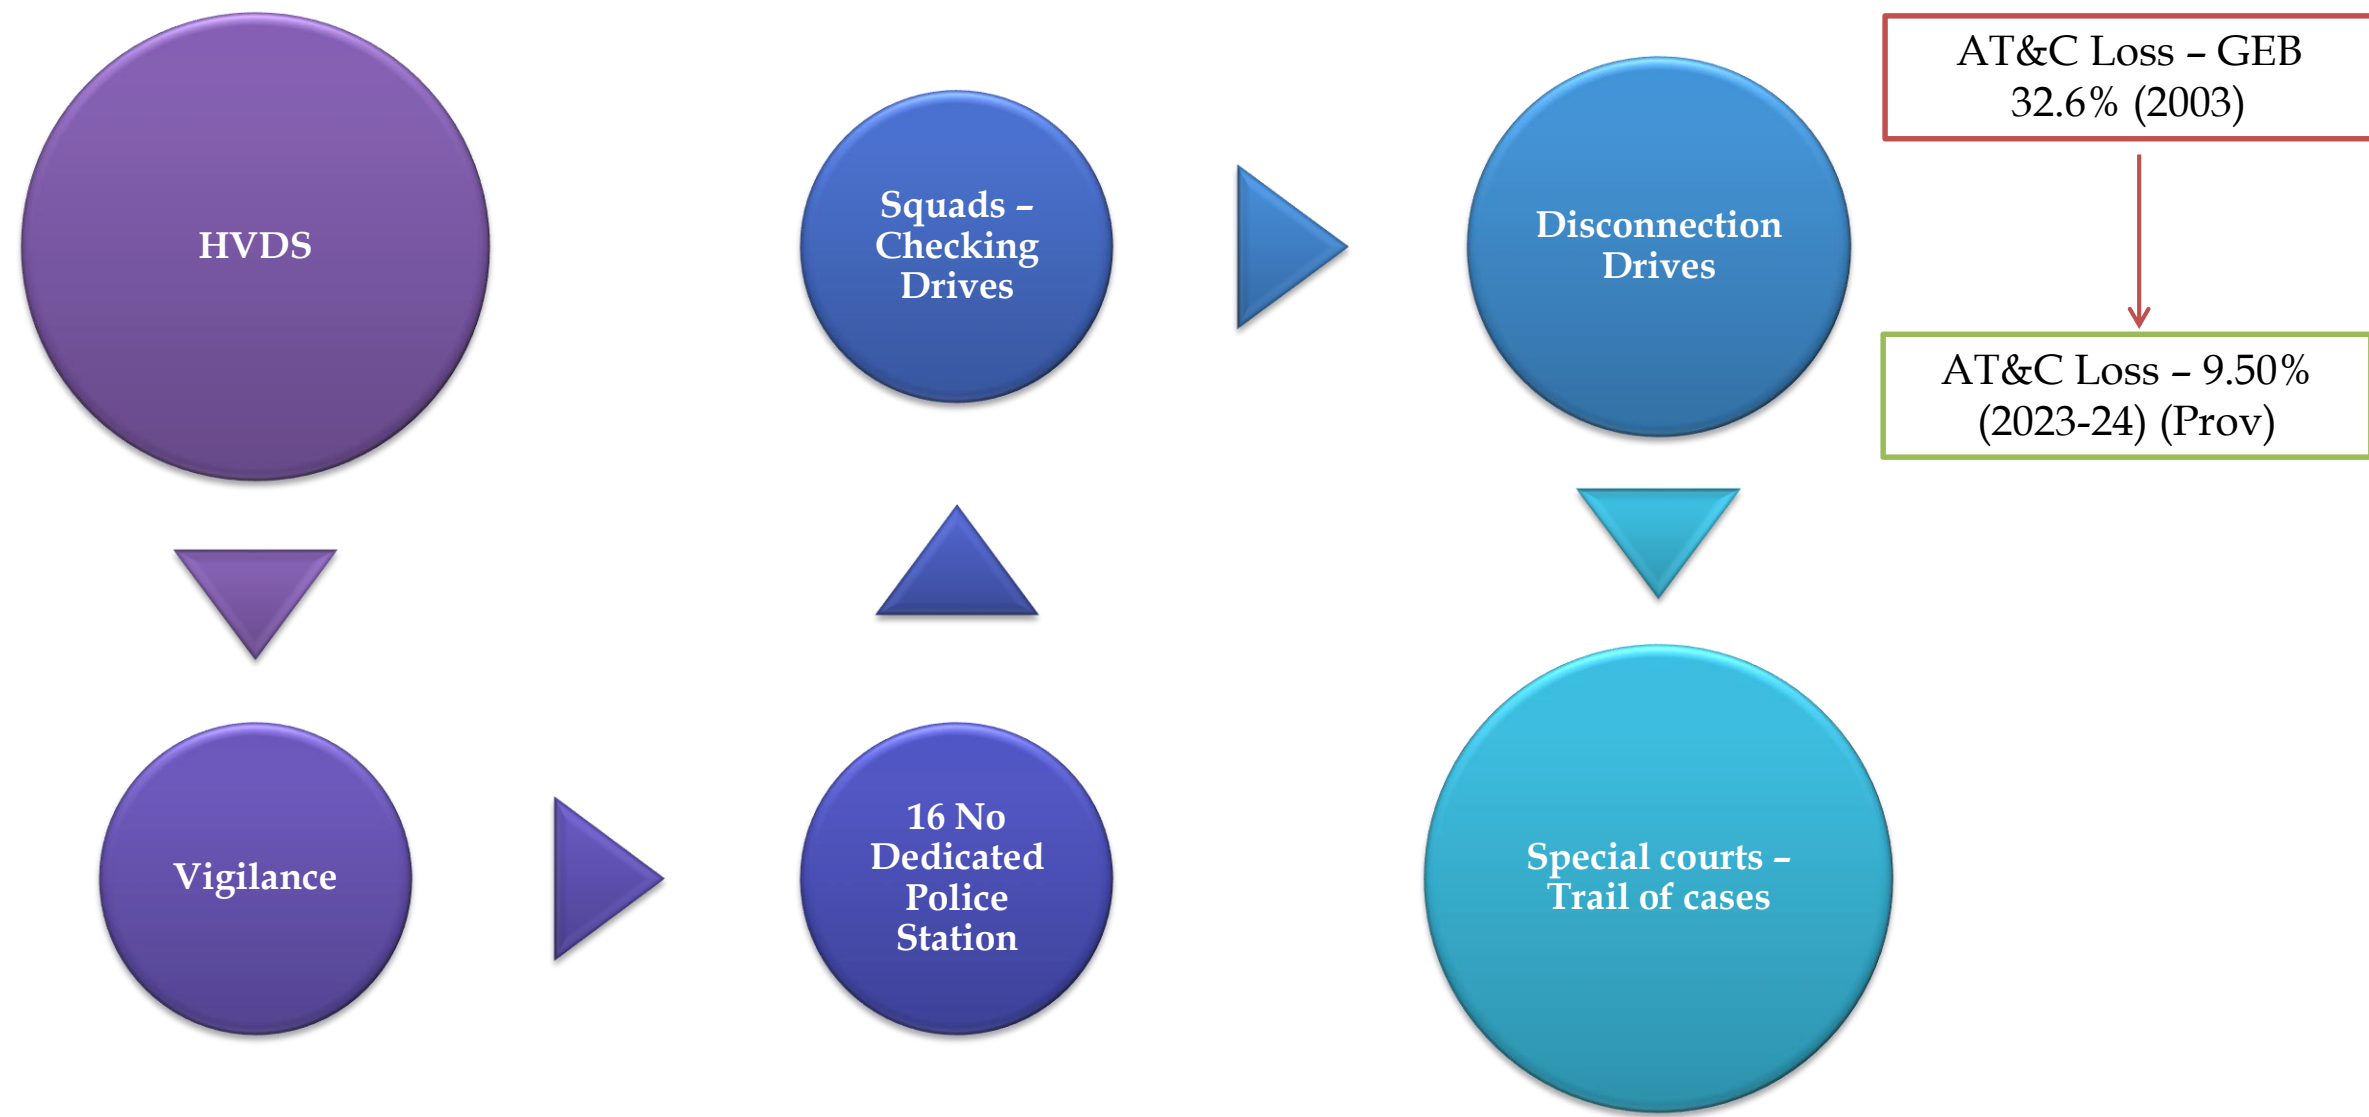 HVDS
Vigilance
16 No
Dedicated
Police
Station
Squads –
Checking
Drives
Disconnection
Drives
Special courts –
Trail of cases
AT&C Loss – GEB
32.6% (2003)
AT&C Loss – 9.50%
(2023-24) (Prov)